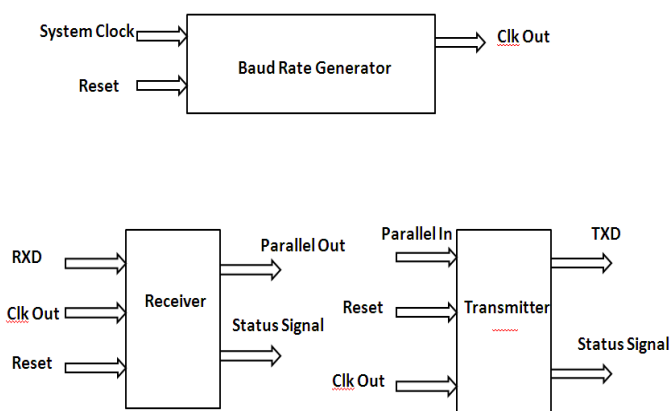 System Clock
Clk Out
Baud Rate Generator
Reset
RXD
Parallel Out
Clk Out
Receiver
Status Signal
Reset
Parallel In
TXD
Reset
Transmitter
Status Signal
Clk Out